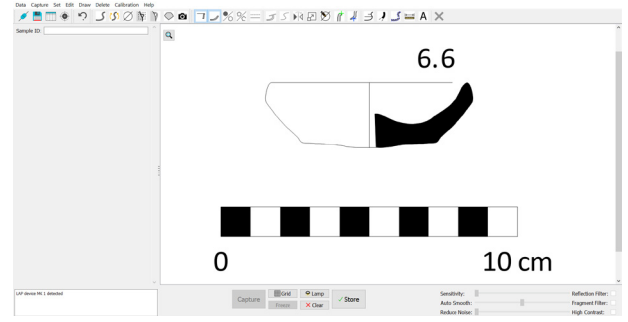 Data Capture Set Edit Draw Delete Calibration Help
Sample ID:
6.6
0 10 cm
LAP device MK 1 detected
Capture
Grid
Lamp
Freeze
Clear
Store
Sensitivity:
Auto Smooth:
Reduce Noise:
Reflection Filter:
Fragment Filter:
High Contrast: